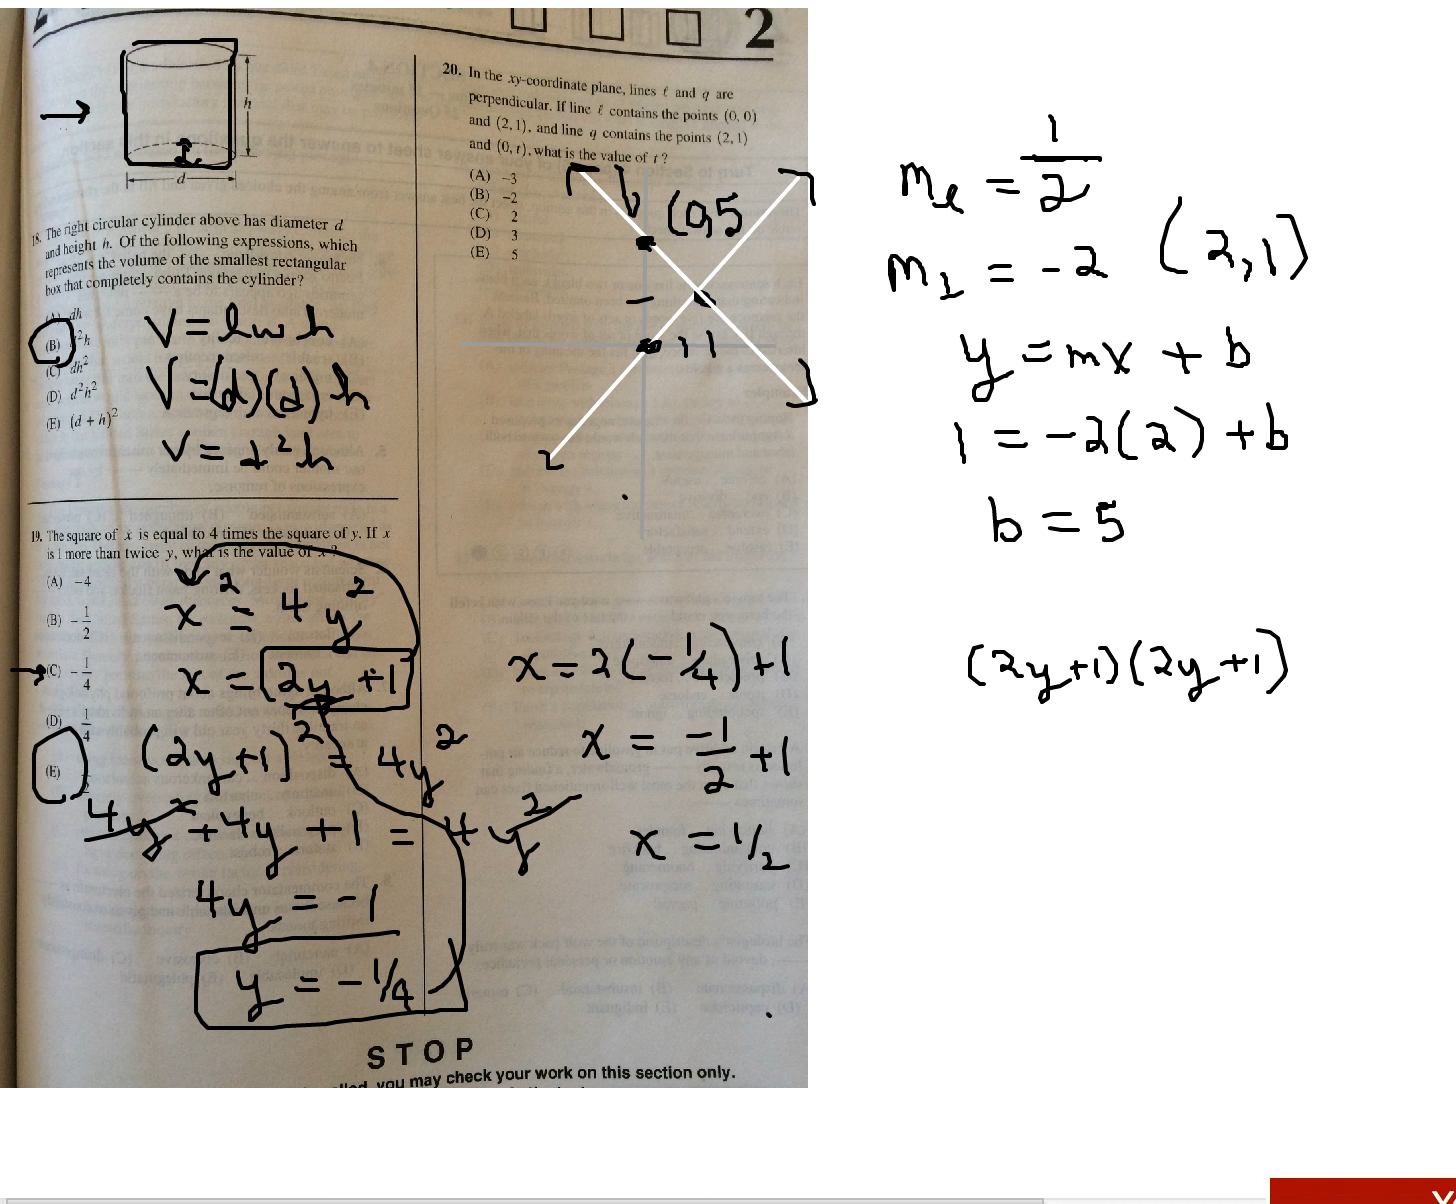 2
h
d
18. The right circular cylinder above has diameter d
and height h. Of the following expressions, which
represents the volume of the smallest rectangular
box that completely contains the cylinder?
(A) dh
(B) d²h
(C) dh²
(D) d²h²
(E) (d + h)²
V = lwh
V = (d)(d)h
V = d²h
19. The square of x is equal to 4 times the square of y. If x
is 1 more than twice y, what is the value of x?
(A) −4
(B) −1/2
(C) −1/4
(D) 1/4
(E)
x² = 4y²
x = 2y + 1
(2y+1)² = 4y²
4y² + 4y + 1 = 4y²
4y = -1
y = -1/4
x = 2(-1/4) + 1
x = -1/2 + 1
x = 1/2
20. In the xy-coordinate plane, lines ℓ and q are
perpendicular. If line ℓ contains the points (0, 0)
and (2, 1), and line q contains the points (2, 1)
and (0, t), what is the value of t?
(A) −3
(B) −2
(C) 2
(D) 3
(E) 5
b (0,5
STOP
you may check your work on this section only.
mℓ = 1/2
m⊥ = -2 (2,1)
y = mx + b
1 = -2(2) + b
b = 5
(2y+1)(2y+1)